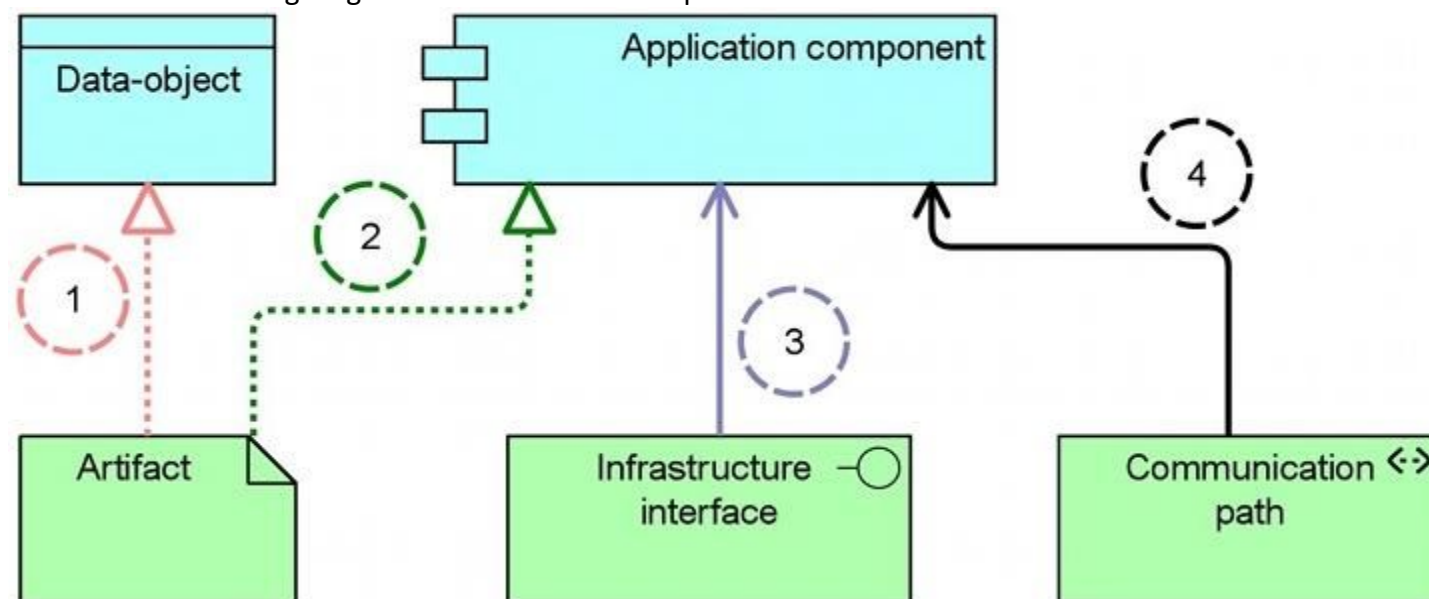 Data-object
Application component
4
2
1
3
Artifact
Infrastructure
interface
Communication
path